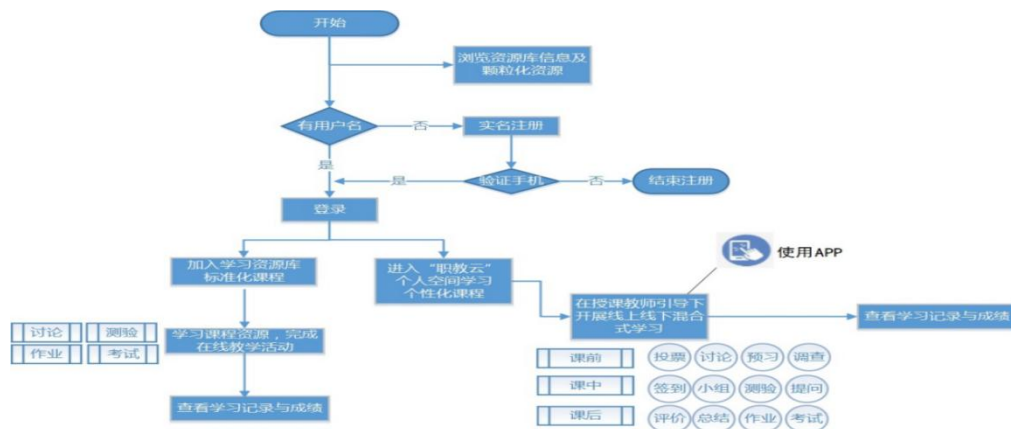 开始
浏览资源库信息及
颗粒化资源
有用户名
否
实名注册
是
是
验证手机
否
结束注册
登录
使用APP
加入学习资源库
标准化课程
进入“职教云”
个人空间学习
个性化课程
在授课教师引导下
开展线上线下混合
式学习
查看学习记录与成绩
讨论
测验
作业
考试
学习课程资源，完成
在线教学活动
课前
投票
讨论
预习
调查
课中
签到
小组
测验
提问
查看学习记录与成绩
课后
评价
总结
作业
考试